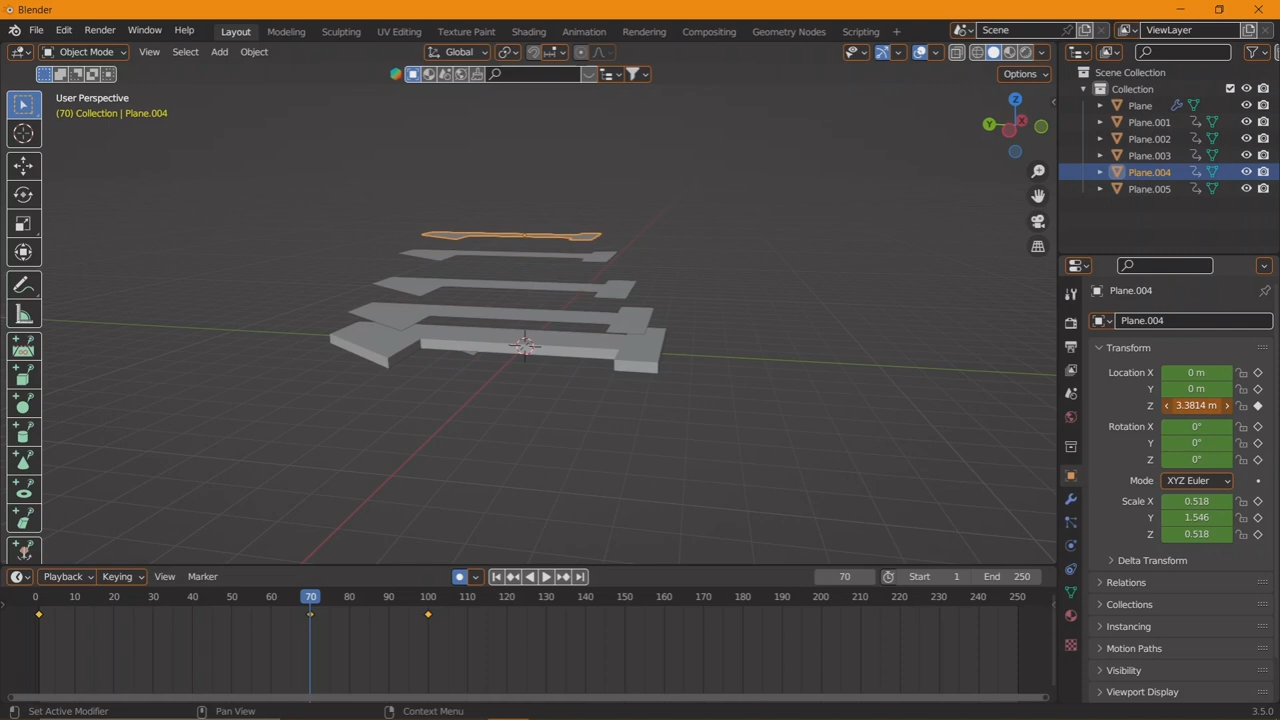 Blender
File Edit Render Window Help Layout Modeling Sculpting UV Editing Texture Paint Shading Animation Rendering Compositing Geometry Nodes Scripting + Scene ViewLayer
Object Mode View Select Add Object Global
Options
User Perspective
(70) Collection | Plane.004
Z
Y
X
Scene Collection
Collection
Plane
Plane.001
Plane.002
Plane.003
Plane.004
Plane.005
Plane.004
Plane.004
Transform
Location X 0 m
Y 0 m
Z 3.3814 m
Rotation X 0°
Y 0°
Z 0°
Mode XYZ Euler
Scale X 0.518
Y 1.546
Z 0.518
Delta Transform
Relations
Collections
Instancing
Motion Paths
Visibility
Viewport Display
Playback Keying View Marker 70 Start 1 End 250
0 10 20 30 40 50 60 70 80 90 100 110 120 130 140 150 160 170 180 190 200 210 220 230 240 250
Set Active Modifier Pan View Context Menu 3.5.0